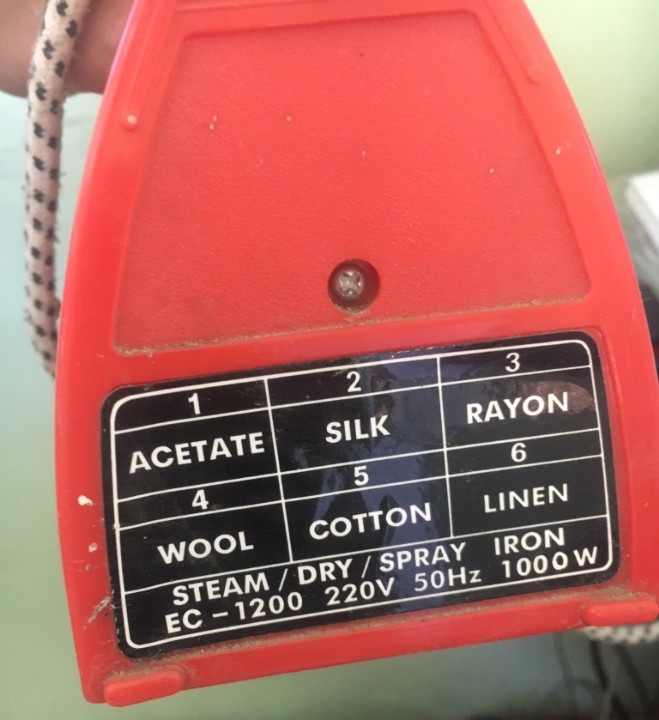 1 2 3
ACETATE SILK RAYON
4 5 6
WOOL COTTON LINEN
STEAM / DRY / SPRAY IRON
EC - 1200 220V 50Hz 1000 W